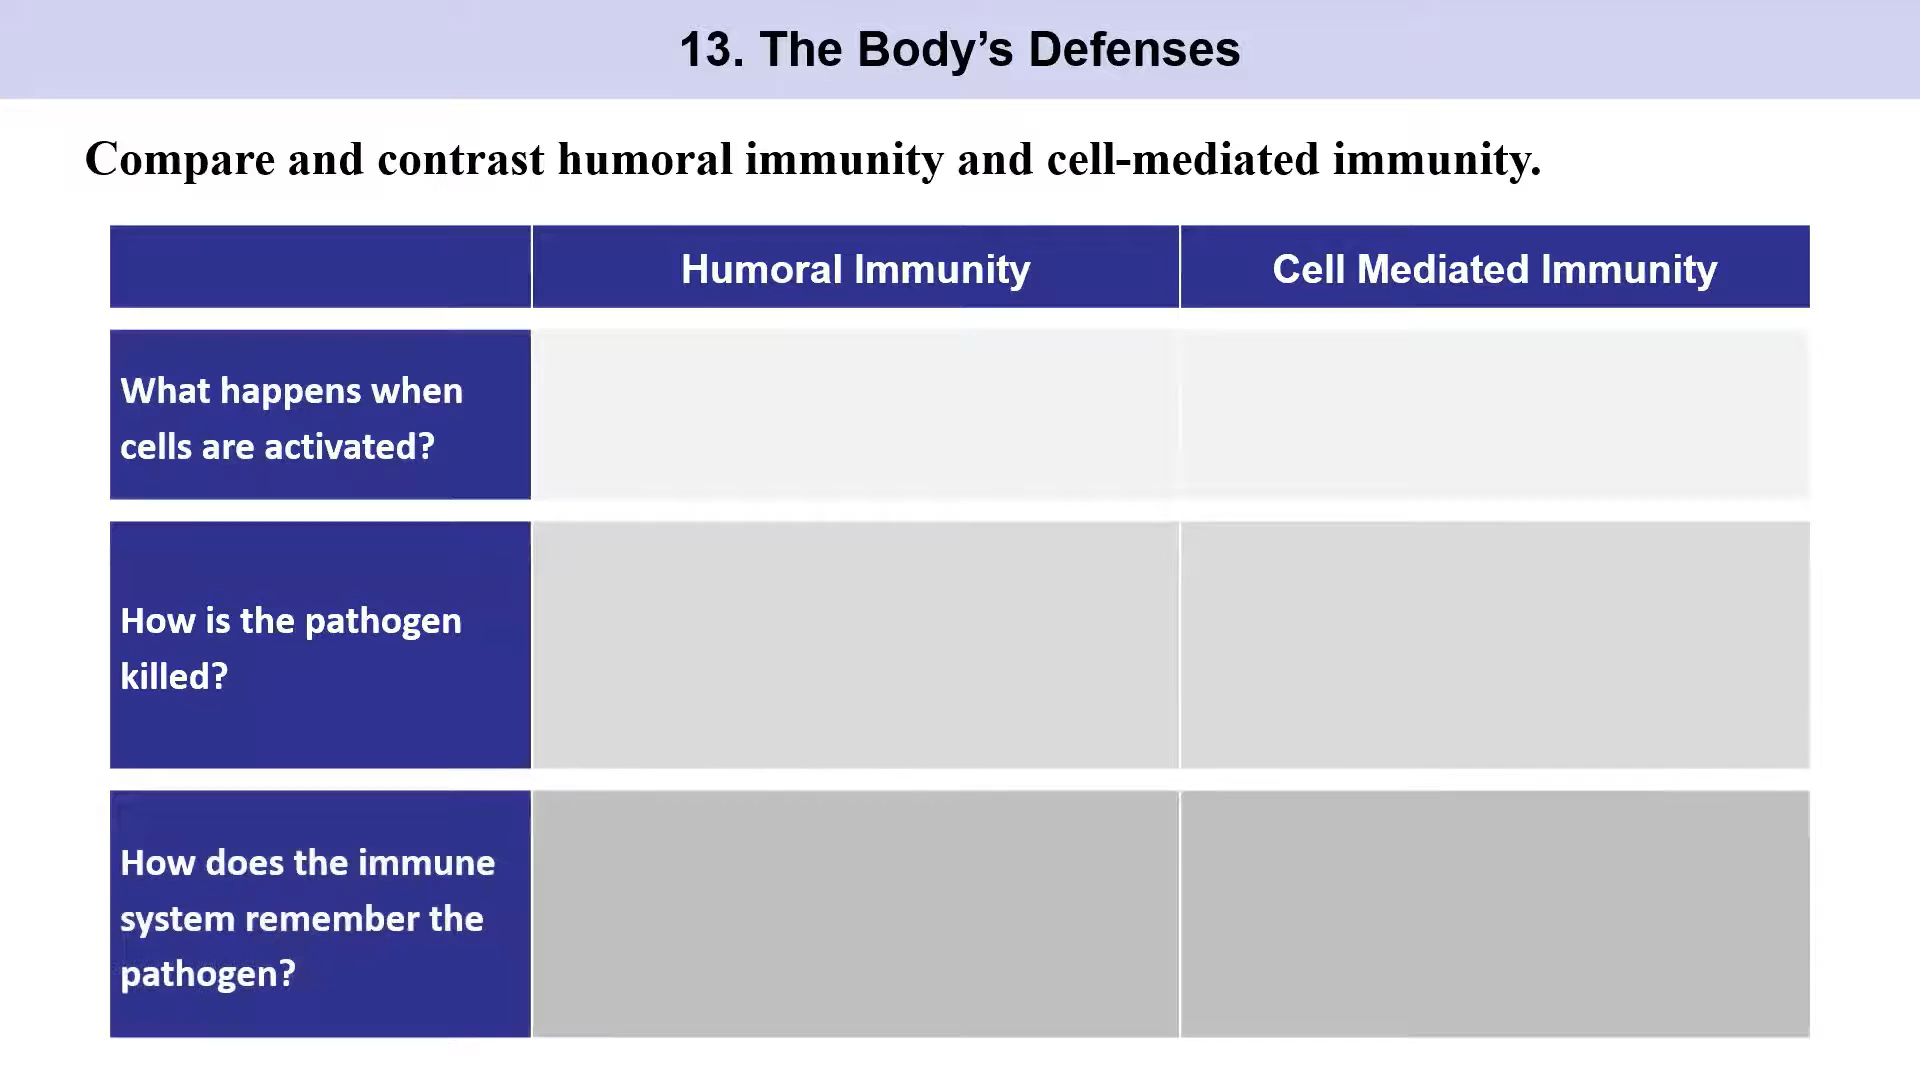 13. The Body’s Defenses
Compare and contrast humoral immunity and cell-mediated immunity.
Humoral Immunity
Cell Mediated Immunity
What happens when
cells are activated?
How is the pathogen
killed?
How does the immune
system remember the
pathogen?